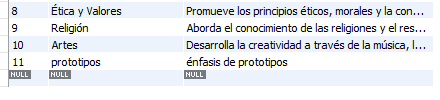 8 Ética y Valores Promueve los principios éticos, morales y la con...
9 Religión Aborda el conocimiento de las religiones y el res...
10 Artes Desarrolla la creatividad a través de la música, l...
11 prototipos énfasis de prototipos
NULL NULL NULL